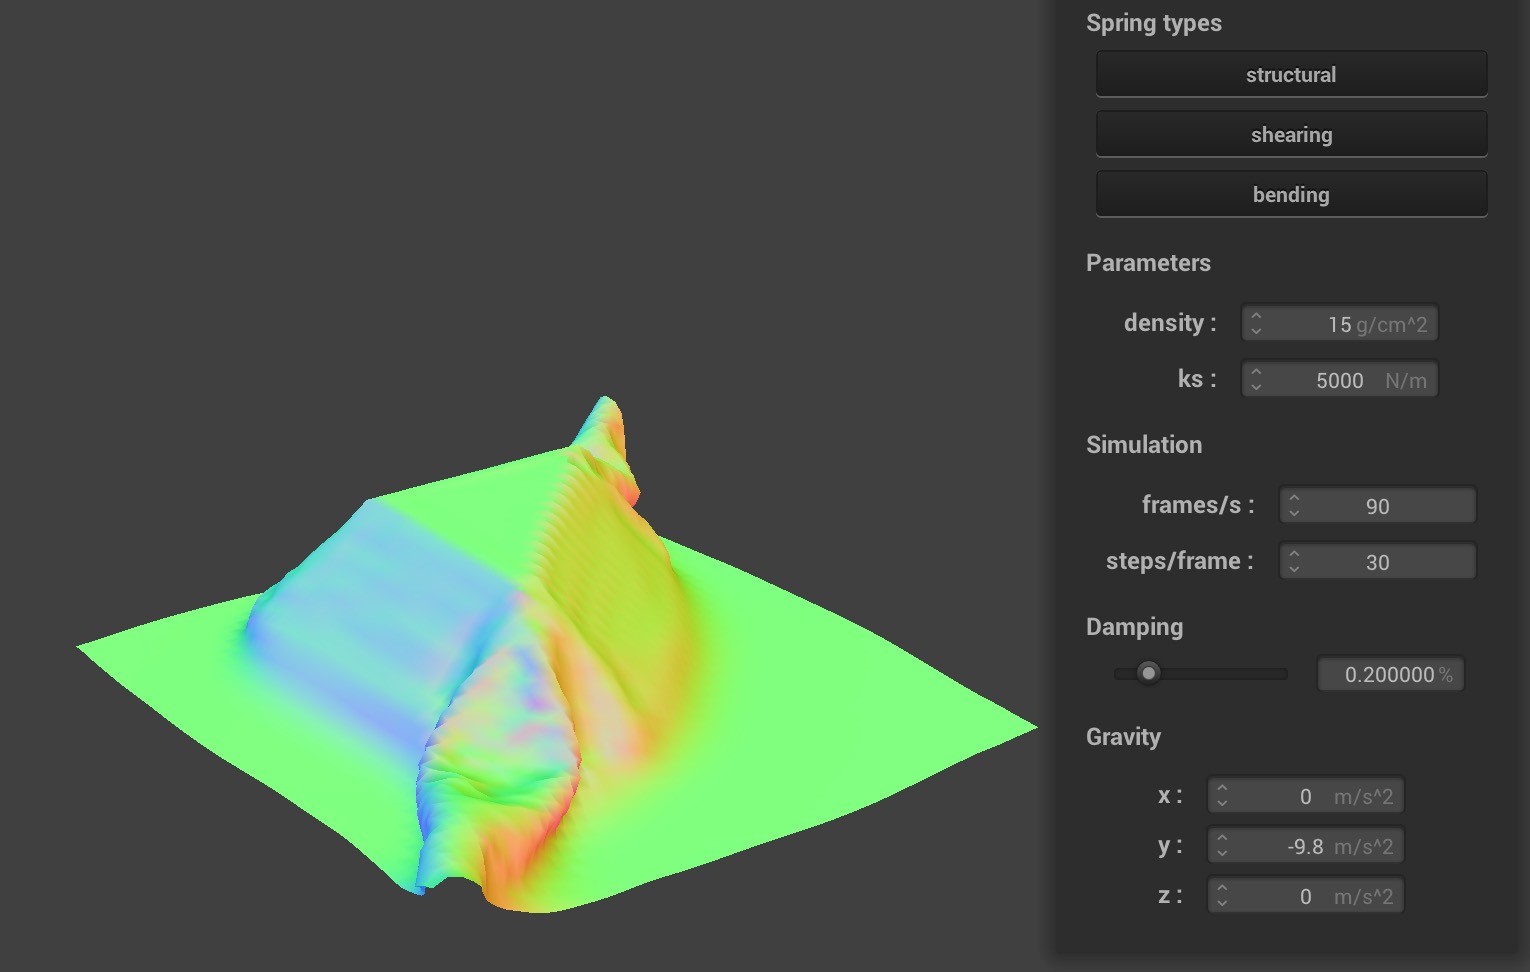 Spring types
structural
shearing
bending
Parameters
density : 15 g/cm^2
ks : 5000 N/m
Simulation
frames/s : 90
steps/frame : 30
Damping
0.200000 %
Gravity
x : 0 m/s^2
y : -9.8 m/s^2
z : 0 m/s^2